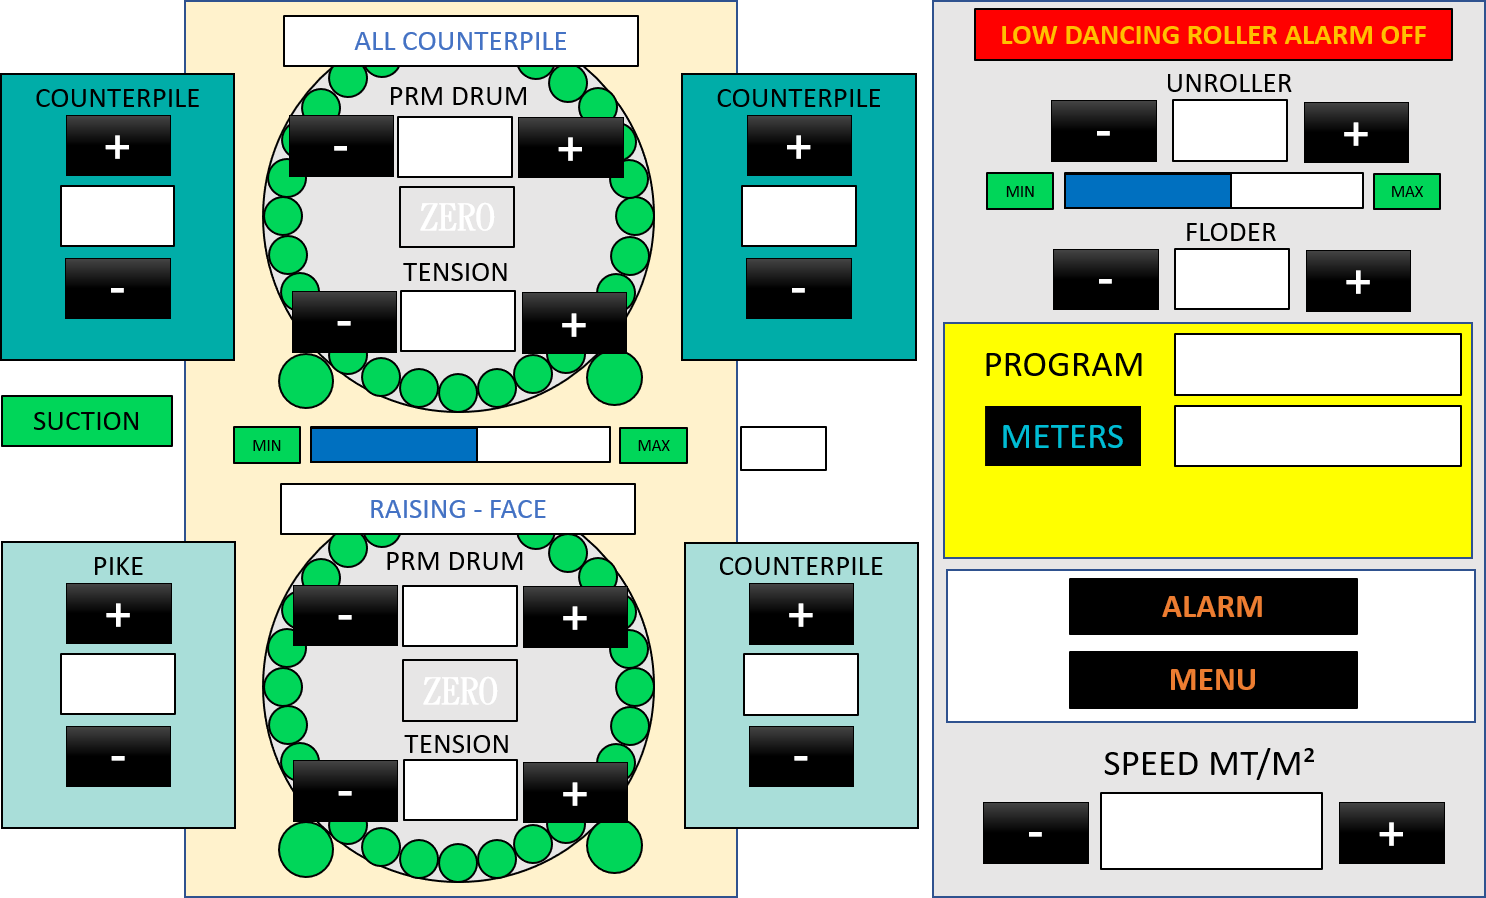 ALL COUNTERPILE
COUNTERPILE
+
-
PRM DRUM
-
+
ZERO
TENSION
-
+
COUNTERPILE
+
-
SUCTION
MIN
MAX
RAISING - FACE
PIKE
+
-
PRM DRUM
-
+
ZERO
TENSION
-
+
COUNTERPILE
+
-
LOW DANCING ROLLER ALARM OFF
UNROLLER
-
+
MIN
MAX
FLODER
-
+
PROGRAM
METERS
ALARM
MENU
SPEED MT/M²
-
+